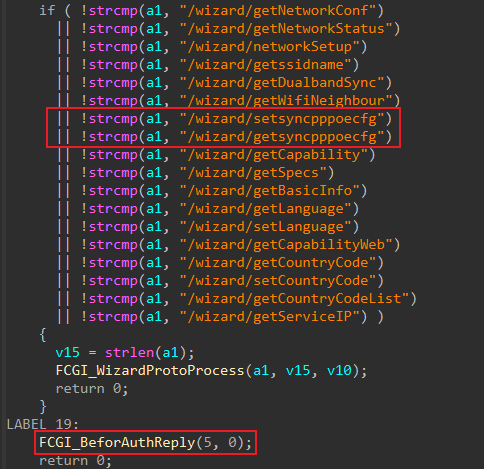 if ( !strcmp(a1, "/wizard/getNetworkConf")
|| !strcmp(a1, "/wizard/getNetworkStatus")
|| !strcmp(a1, "/wizard/networkSetup")
|| !strcmp(a1, "/wizard/getssidname")
|| !strcmp(a1, "/wizard/getDualbandSync")
|| !strcmp(a1, "/wizard/getWifiNeighbour")
|| !strcmp(a1, "/wizard/setsyncpppoecfg")
|| !strcmp(a1, "/wizard/getsyncpppoecfg")
|| !strcmp(a1, "/wizard/getCapability")
|| !strcmp(a1, "/wizard/getSpecs")
|| !strcmp(a1, "/wizard/getBasicInfo")
|| !strcmp(a1, "/wizard/getLanguage")
|| !strcmp(a1, "/wizard/setLanguage")
|| !strcmp(a1, "/wizard/getCapabilityWeb")
|| !strcmp(a1, "/wizard/getCountryCode")
|| !strcmp(a1, "/wizard/setCountryCode")
|| !strcmp(a1, "/wizard/getCountryCodeList")
|| !strcmp(a1, "/wizard/getServiceIP") )
{
v15 = strlen(a1);
FCGI_WizardProtoProcess(a1, v15, v10);
return 0;
}
LABEL_19:
FCGI_BeforAuthReply(5, 0);
return 0;